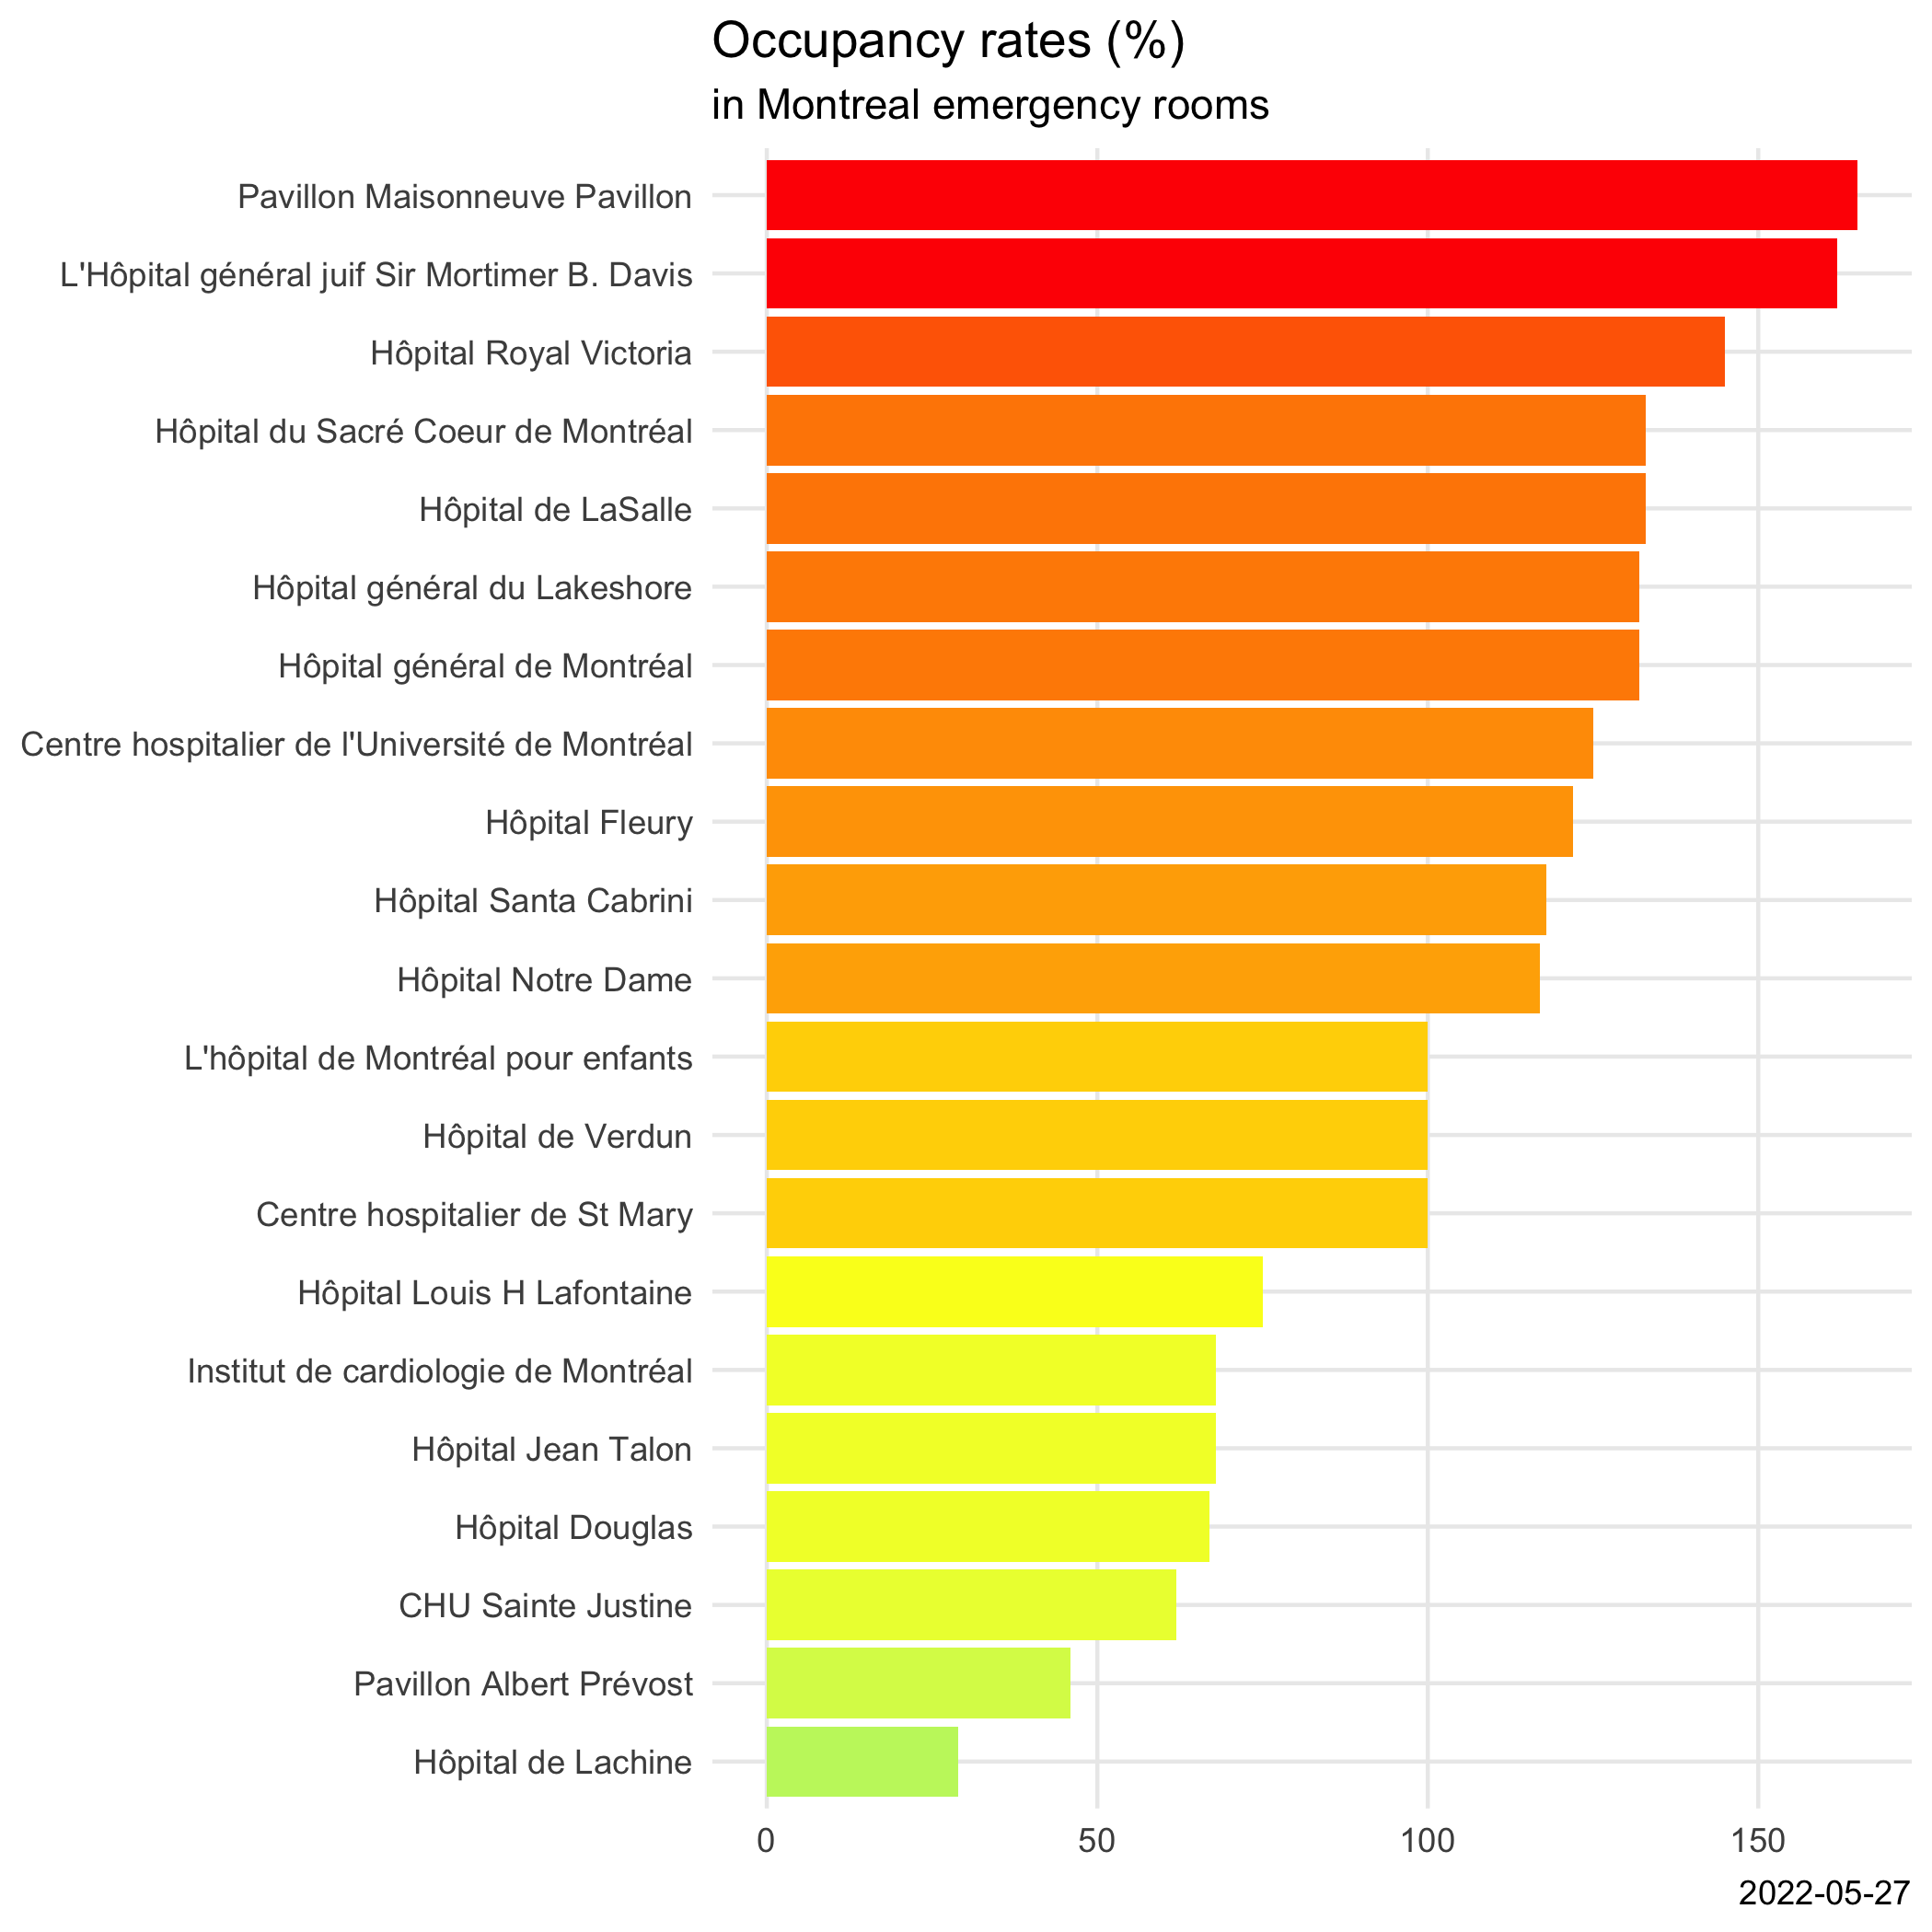 Occupancy rates (%)
in Montreal emergency rooms
Pavillon Maisonneuve Pavillon
L'Hôpital général juif Sir Mortimer B. Davis
Hôpital Royal Victoria
Hôpital du Sacré Coeur de Montréal
Hôpital de LaSalle
Hôpital général du Lakeshore
Hôpital général de Montréal
Centre hospitalier de l'Université de Montréal
Hôpital Fleury
Hôpital Santa Cabrini
Hôpital Notre Dame
L'hôpital de Montréal pour enfants
Hôpital de Verdun
Centre hospitalier de St Mary
Hôpital Louis H Lafontaine
Institut de cardiologie de Montréal
Hôpital Jean Talon
Hôpital Douglas
CHU Sainte Justine
Pavillon Albert Prévost
Hôpital de Lachine
0 50 100 150
2022-05-27